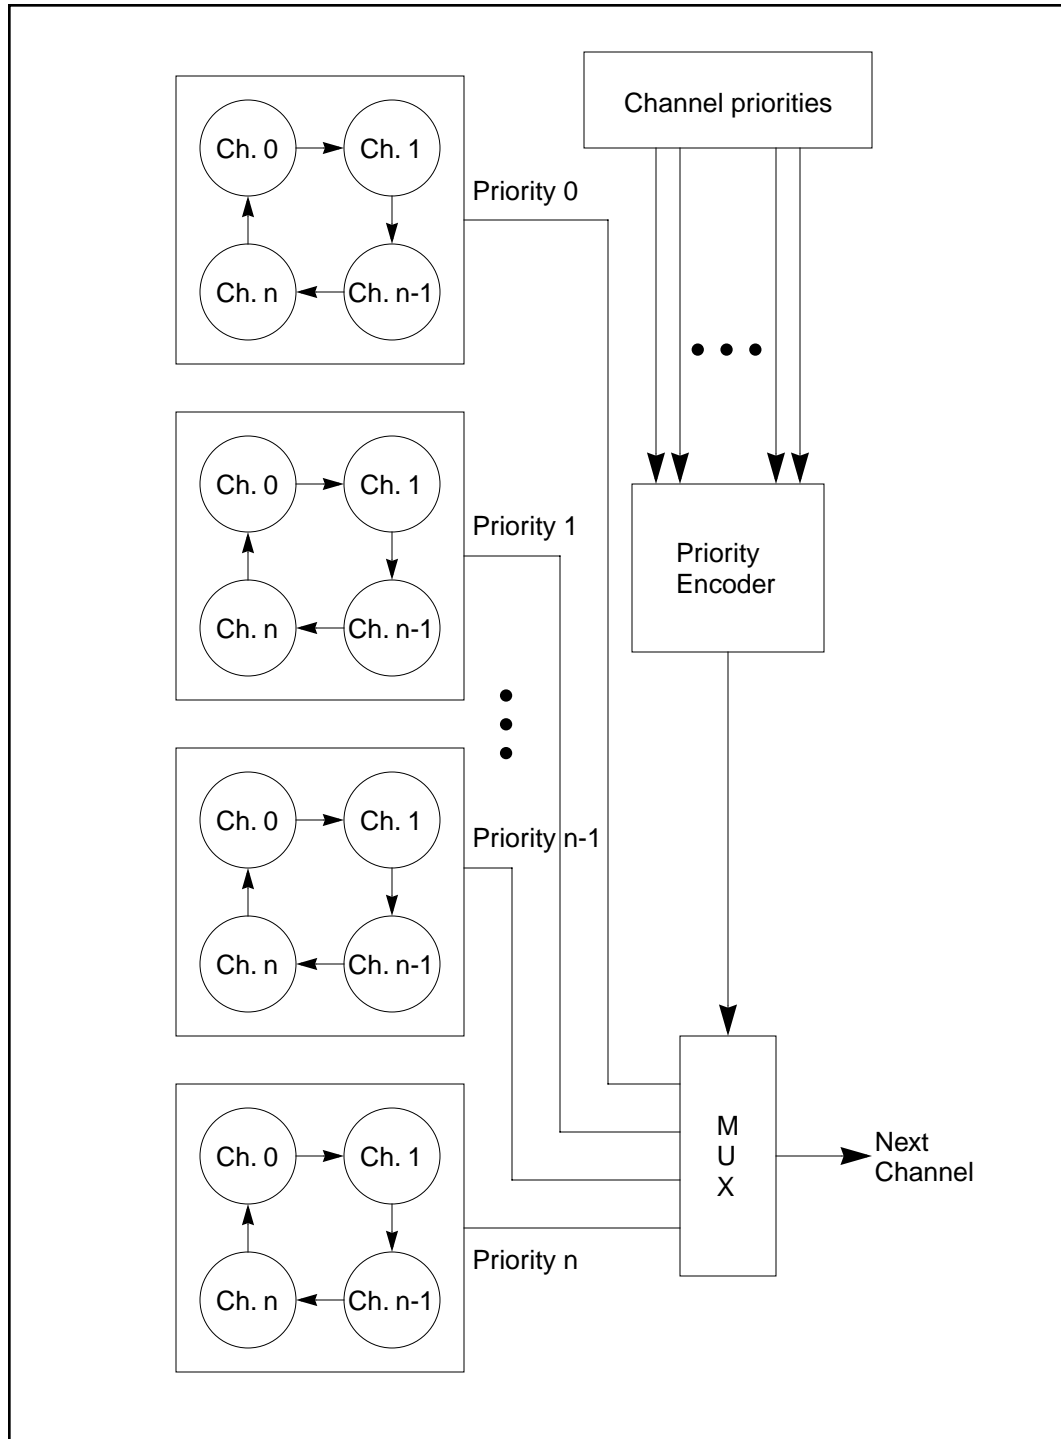 Channel priorities
Ch. 0
Ch. 1
Priority 0
Ch. n
Ch. n-1
Ch. 0
Ch. 1
Priority 1
Priority
Encoder
Ch. n
Ch. n-1
Ch. 0
Ch. 1
Priority n-1
Ch. n
Ch. n-1
Ch. 0
Ch. 1
M
U
X
Next
Channel
Priority n
Ch. n
Ch. n-1